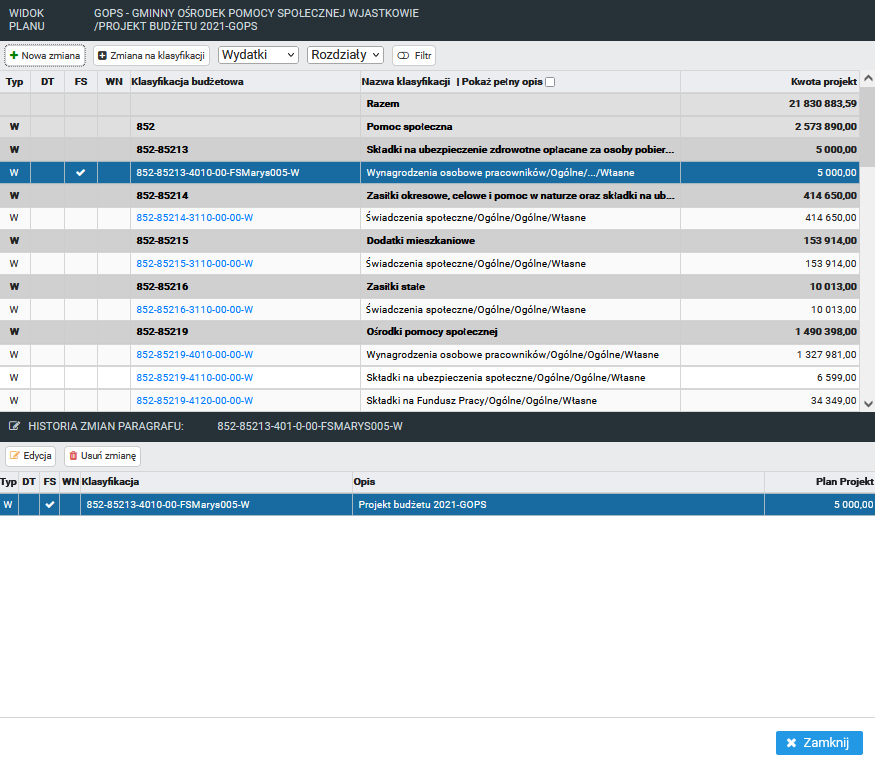 WIDOK PLANU GOPS - GMINNY OŚRODEK POMOCY SPOŁECZNEJ WJASTKOWIE /PROJEKT BUDŻETU 2021-GOPS
Nowa zmiana Zmiana na klasyfikacji Wydatki Rozdziały Filtr
Typ DT FS WN Klasyfikacja budżetowa Nazwa klasyfikacji | Pokaż pełny opis Kwota projekt
Razem 21 830 883,59
W 852 Pomoc społeczna 2 573 890,00
W 852-85213 Składki na ubezpieczenie zdrowotne opłacane za osoby pobier... 5 000,00
W 852-85213-4010-00-FSMarys005-W Wynagrodzenia osobowe pracowników/Ogólne/.../Własne 5 000,00
W 852-85214 Zasiłki okresowe, celowe i pomoc w naturze oraz składki na ub... 414 650,00
W 852-85214-3110-00-00-W Świadczenia społeczne/Ogólne/Ogólne/Własne 414 650,00
W 852-85215 Dodatki mieszkaniowe 153 914,00
W 852-85215-3110-00-00-W Świadczenia społeczne/Ogólne/Ogólne/Własne 153 914,00
W 852-85216 Zasiłki stałe 10 013,00
W 852-85216-3110-00-00-W Świadczenia społeczne/Ogólne/Ogólne/Własne 10 013,00
W 852-85219 Ośrodki pomocy społecznej 1 490 398,00
W 852-85219-4010-00-00-W Wynagrodzenia osobowe pracowników/Ogólne/Ogólne/Własne 1 327 981,00
W 852-85219-4110-00-00-W Składki na ubezpieczenia społeczne/Ogólne/Ogólne/Własne 6 599,00
W 852-85219-4120-00-00-W Składki na Fundusz Pracy/Ogólne/Ogólne/Własne 34 349,00
HISTORIA ZMIAN PARAGRAFU: 852-85213-401-0-00-FSMARYS005-W
Edycja Usuń zmianę
Typ DT FS WN Klasyfikacja Opis Plan Projekt
W 852-85213-4010-00-FSMarys005-W Projekt budżetu 2021-GOPS 5 000,00
Zamknij